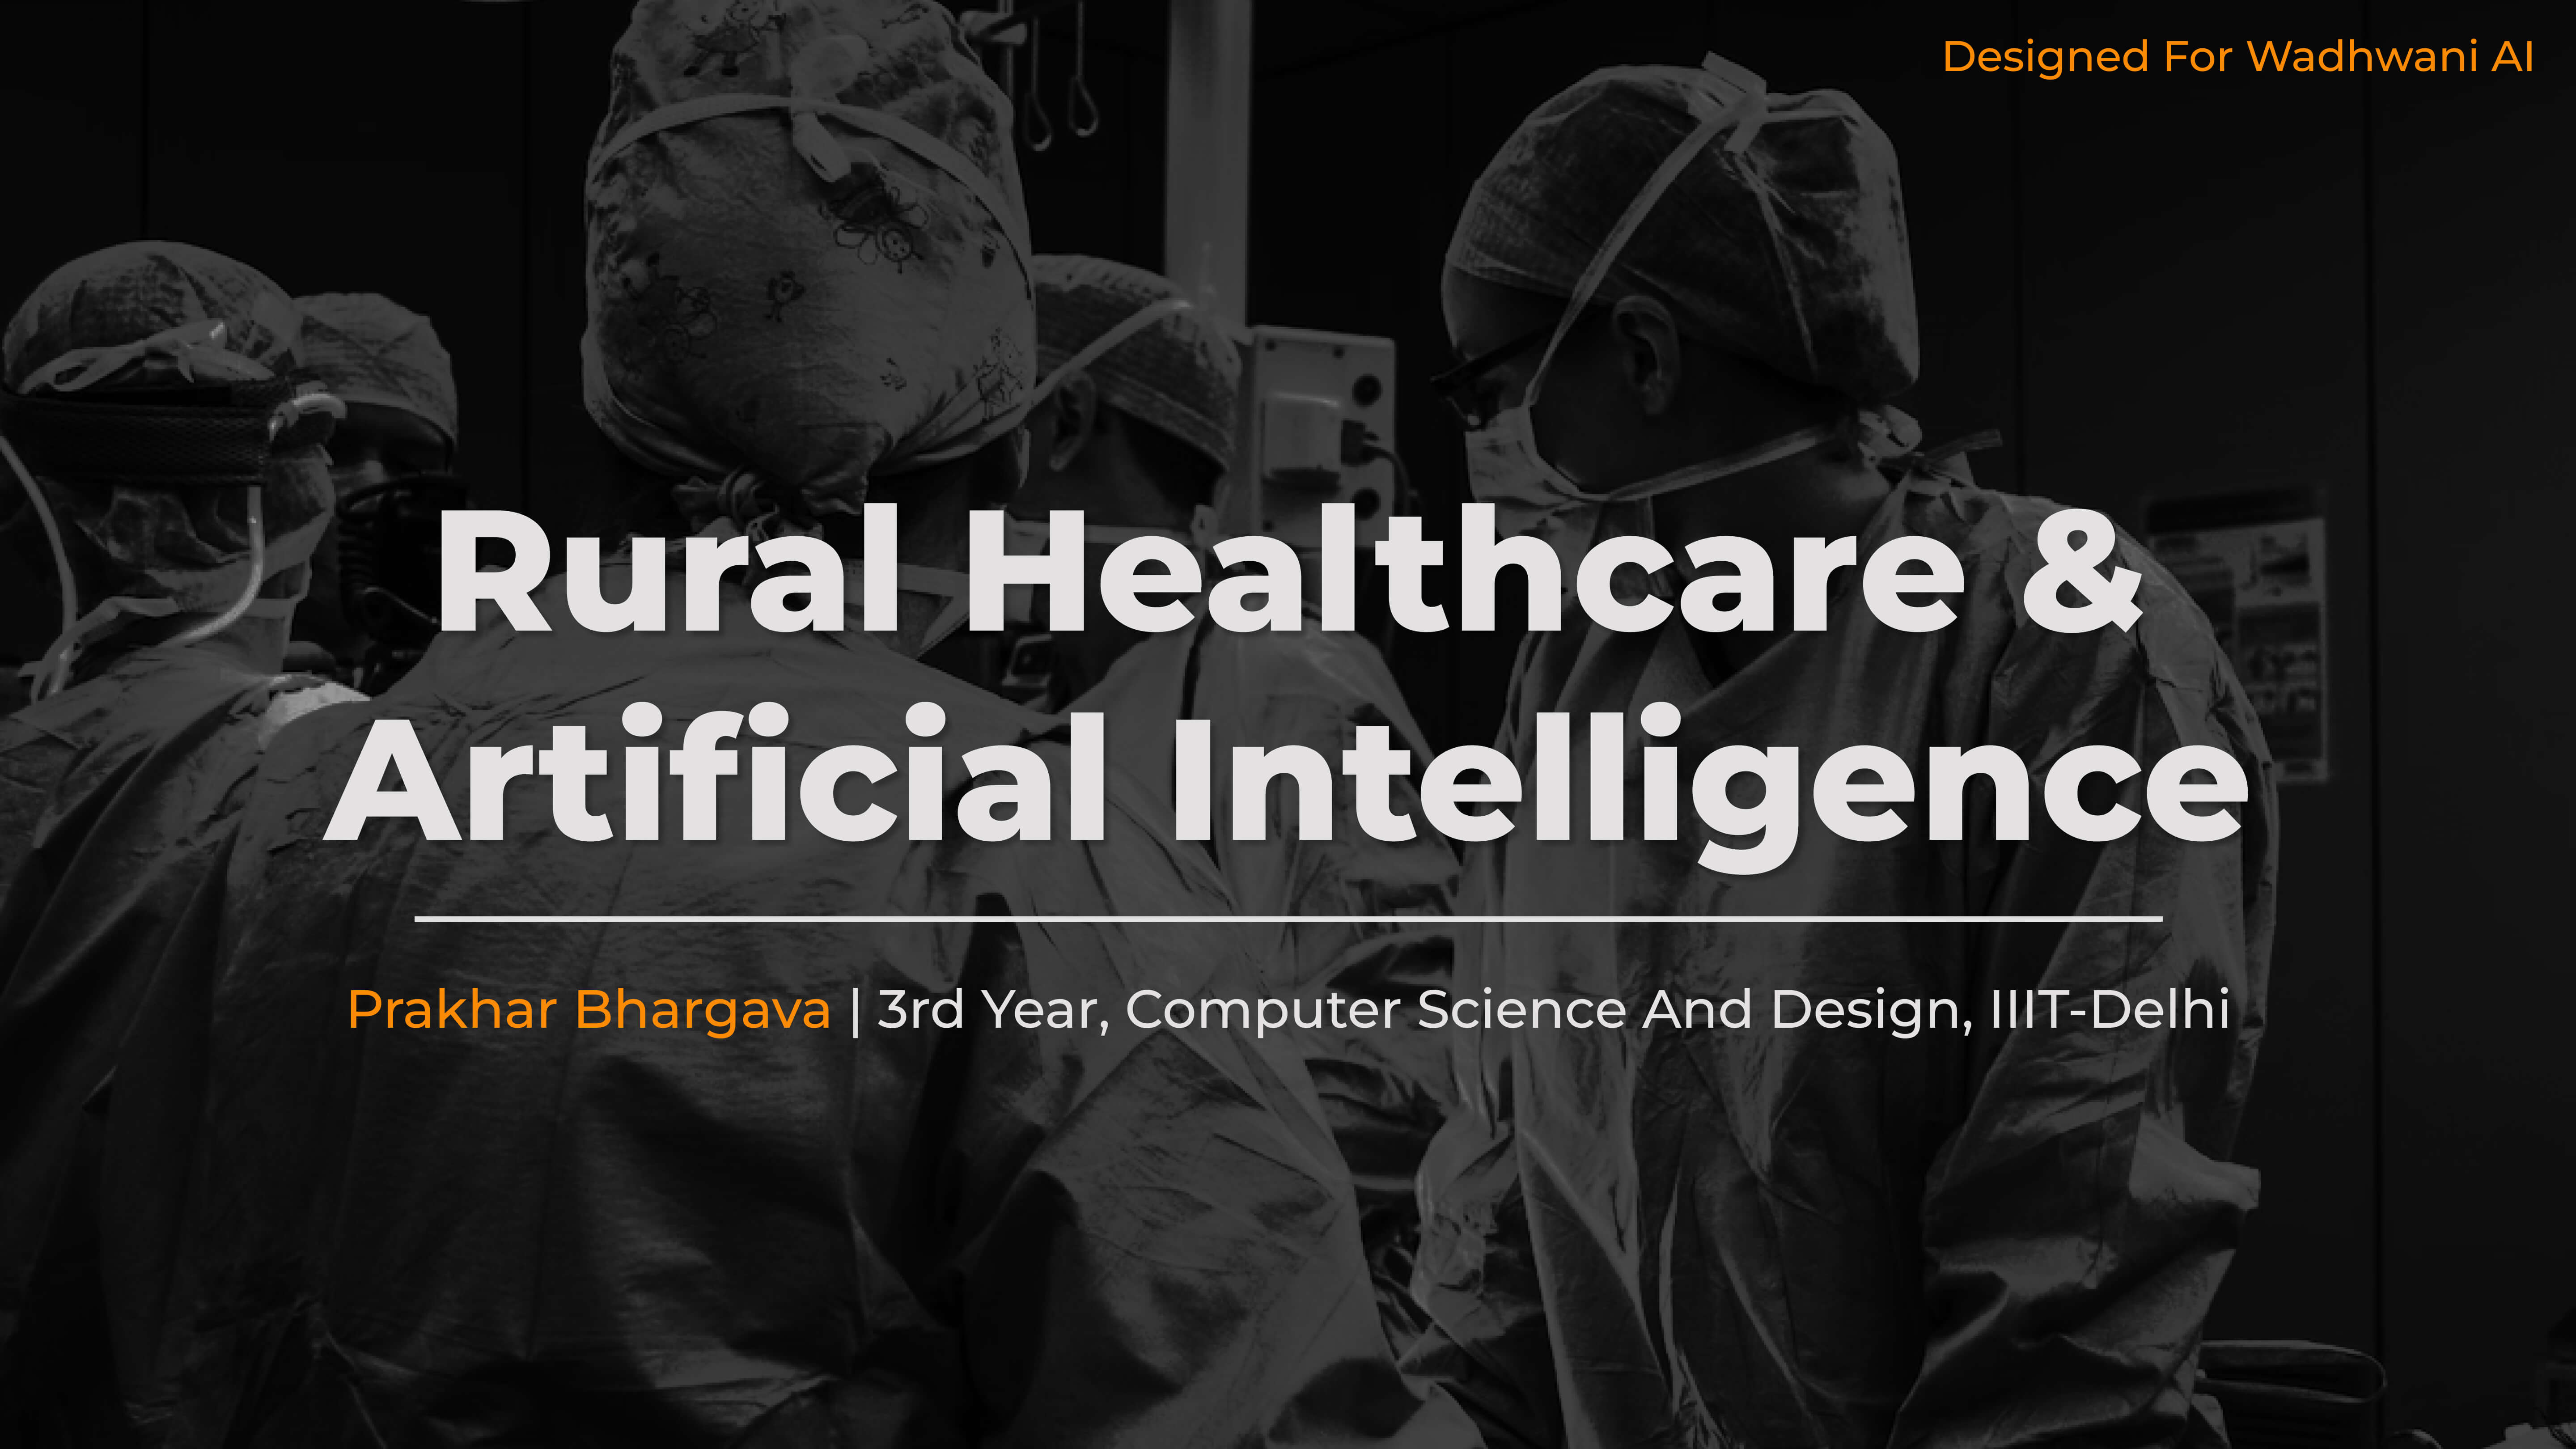 Designed For Wadhwani AI
Rural Healthcare &
Artificial Intelligence
Prakhar Bhargava | 3rd Year, Computer Science And Design, IIIT-Delhi